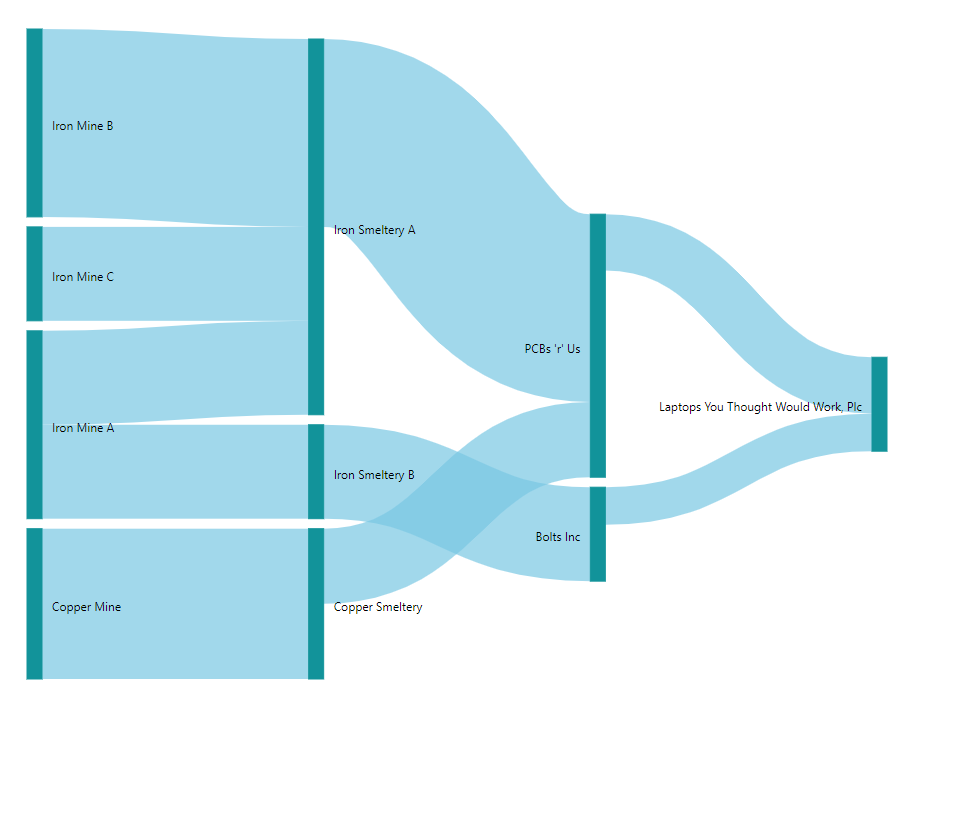 Iron Mine B
Iron Smeltery A
Iron Mine C
PCBs 'r' Us
Laptops You Thought Would Work, Plc
Iron Mine A
Iron Smeltery B
Bolts Inc
Copper Mine
Copper Smeltery